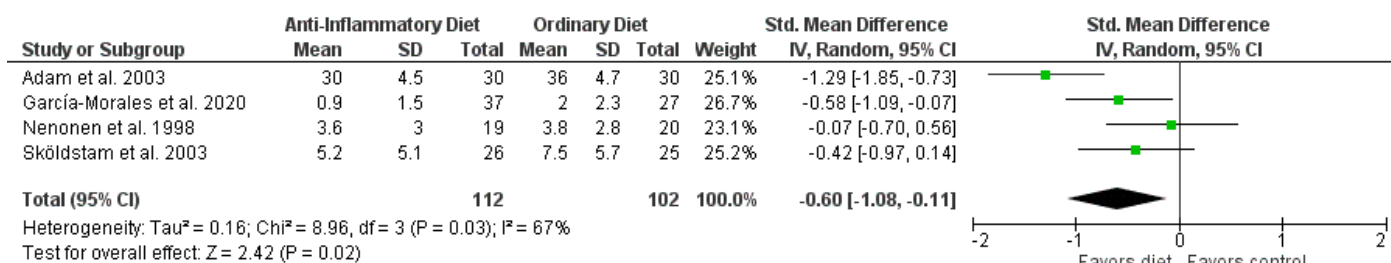 Anti-Inflammatory Diet Ordinary Diet Std. Mean Difference Std. Mean Difference
Study or Subgroup Mean SD Total Mean SD Total Weight IV, Random, 95% CI IV, Random, 95% CI
Adam et al. 2003 30 4.5 30 36 4.7 30 25.1% -1.29 [-1.85, -0.73]
García-Morales et al. 2020 0.9 1.5 37 2 2.3 27 26.7% -0.58 [-1.09, -0.07]
Nenonen et al. 1998 3.6 3 19 3.8 2.8 20 23.1% -0.07 [-0.70, 0.56]
Sköldstam et al. 2003 5.2 5.1 26 7.5 5.7 25 25.2% -0.42 [-0.97, 0.14]
Total (95% CI) 112 102 100.0% -0.60 [-1.08, -0.11]
Heterogeneity: Tau² = 0.16; Chi² = 8.96, df = 3 (P = 0.03); I² = 67%
Test for overall effect: Z = 2.42 (P = 0.02)
-2 -1 0 1 2
Favors diet Favors control